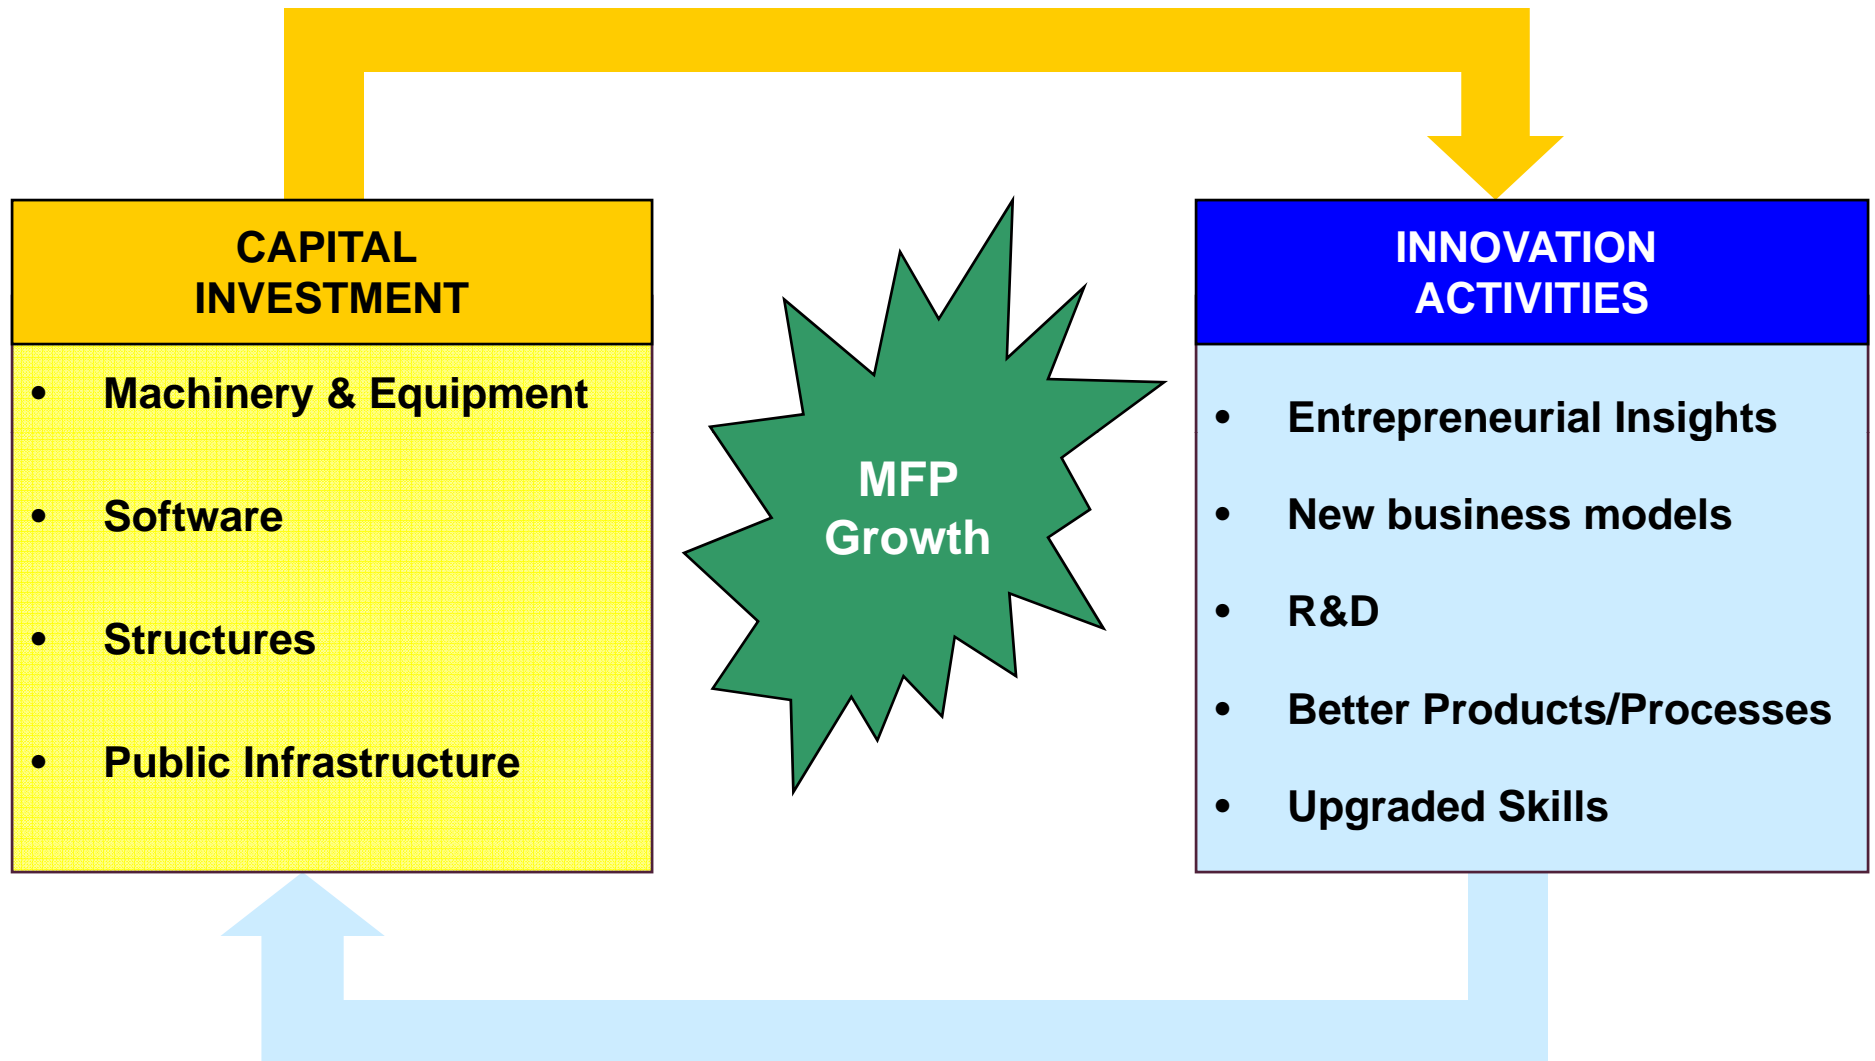 CAPITAL
INVESTMENT
• Machinery & Equipment
• Software
• Structures
• Public Infrastructure
MFP
Growth
INNOVATION
ACTIVITIES
• Entrepreneurial Insights
• New business models
• R&D
• Better Products/Processes
• Upgraded Skills